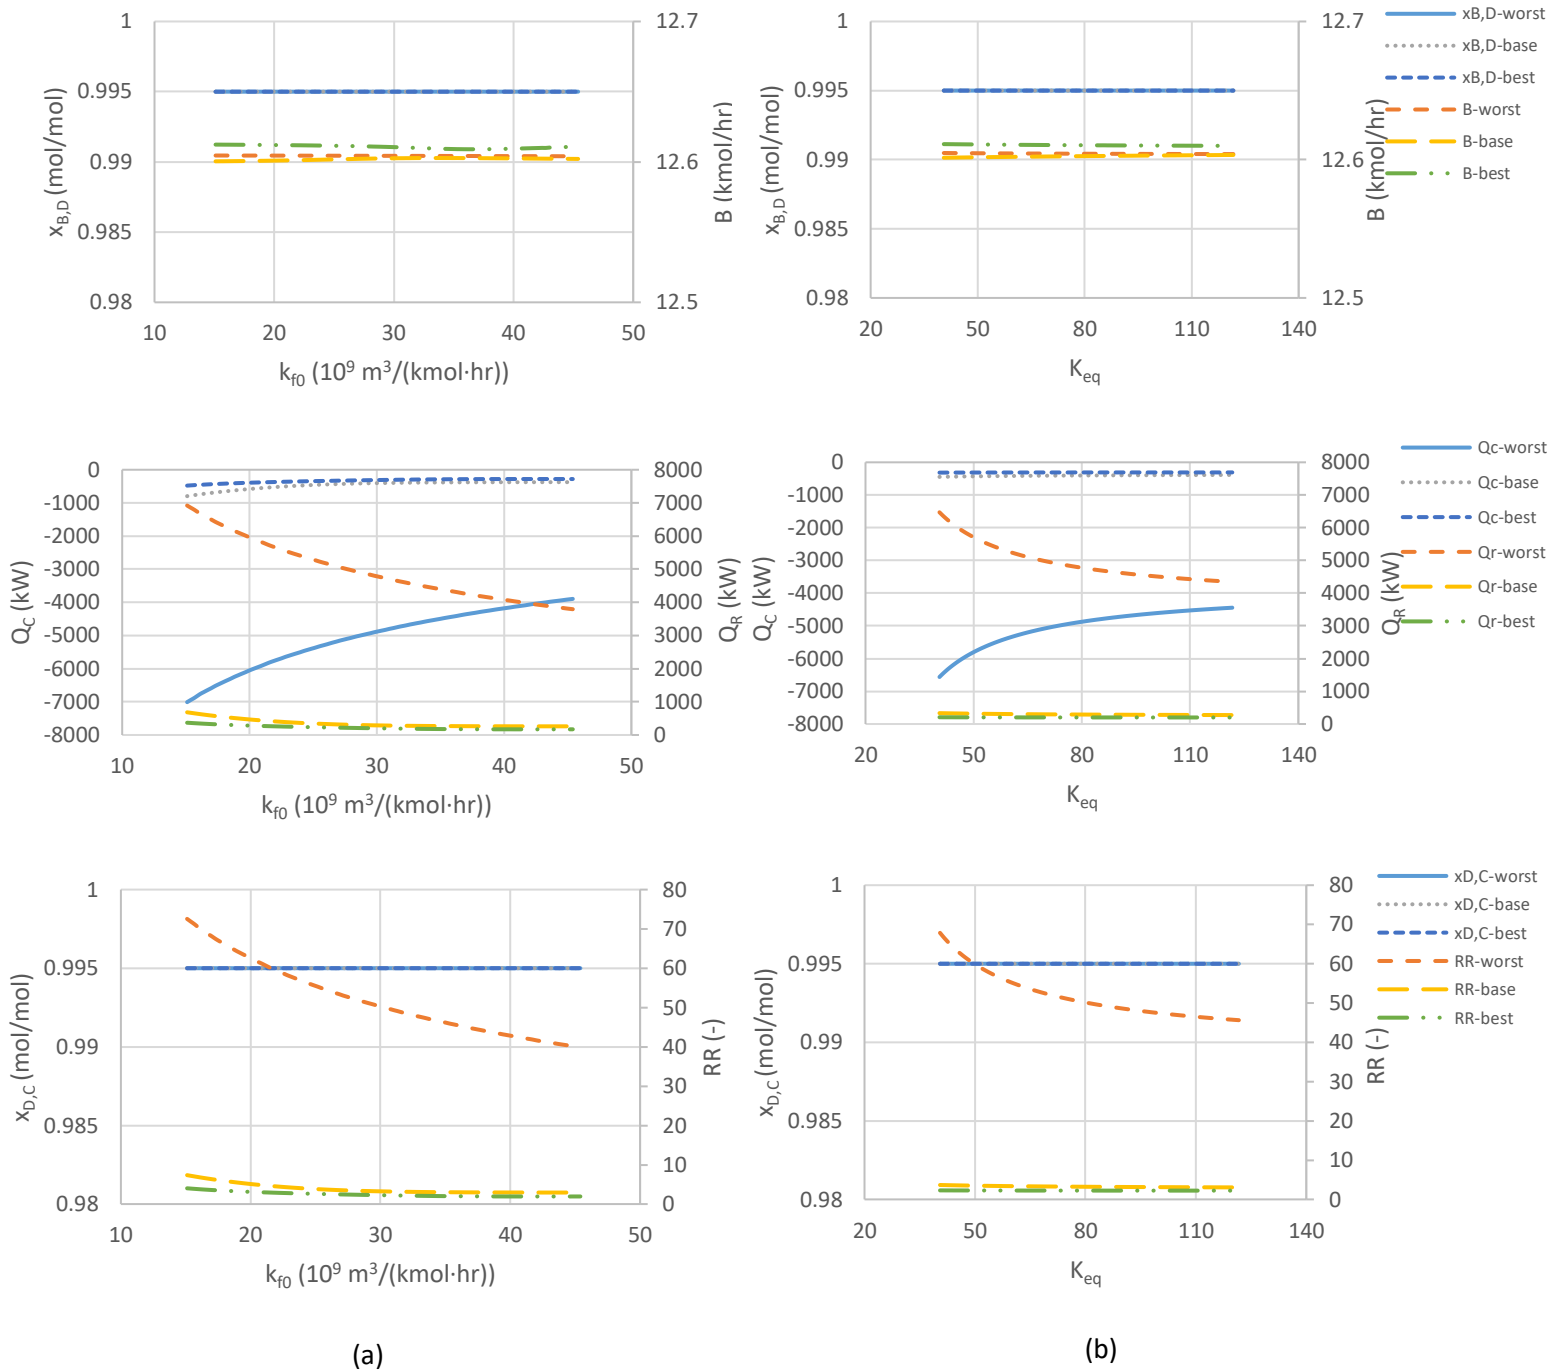 1
0.995
0.99
0.985
0.98
x_B,D (mol/mol)
12.7
12.6
12.5
B (kmol/hr)
10 20 30 40 50
k_f0 (10⁹ m³/(kmol·hr))
1
0.995
0.99
0.985
0.98
x_B,D (mol/mol)
12.7
12.6
12.5
B (kmol/hr)
20 50 80 110 140
K_eq
xB,D-worst
xB,D-base
xB,D-best
B-worst
B-base
B-best
0
-1000
-2000
-3000
-4000
-5000
-6000
-7000
-8000
Q_C (kW)
8000
7000
6000
5000
4000
3000
2000
1000
0
Q_R (kW)
10 20 30 40 50
k_f0 (10⁹ m³/(kmol·hr))
0
-1000
-2000
-3000
-4000
-5000
-6000
-7000
-8000
Q_C (kW)
8000
7000
6000
5000
4000
3000
2000
1000
0
Q_R (kW)
20 50 80 110 140
K_eq
Qc-worst
Qc-base
Qc-best
Qr-worst
Qr-base
Qr-best
1
0.995
0.99
0.985
0.98
x_D,C (mol/mol)
80
70
60
50
40
30
20
10
0
RR (-)
10 20 30 40 50
k_f0 (10⁹ m³/(kmol·hr))
1
0.995
0.99
0.985
0.98
x_D,C (mol/mol)
80
70
60
50
40
30
20
10
0
RR (-)
20 50 80 110 140
K_eq
xD,C-worst
xD,C-base
xD,C-best
RR-worst
RR-base
RR-best
(a)
(b)